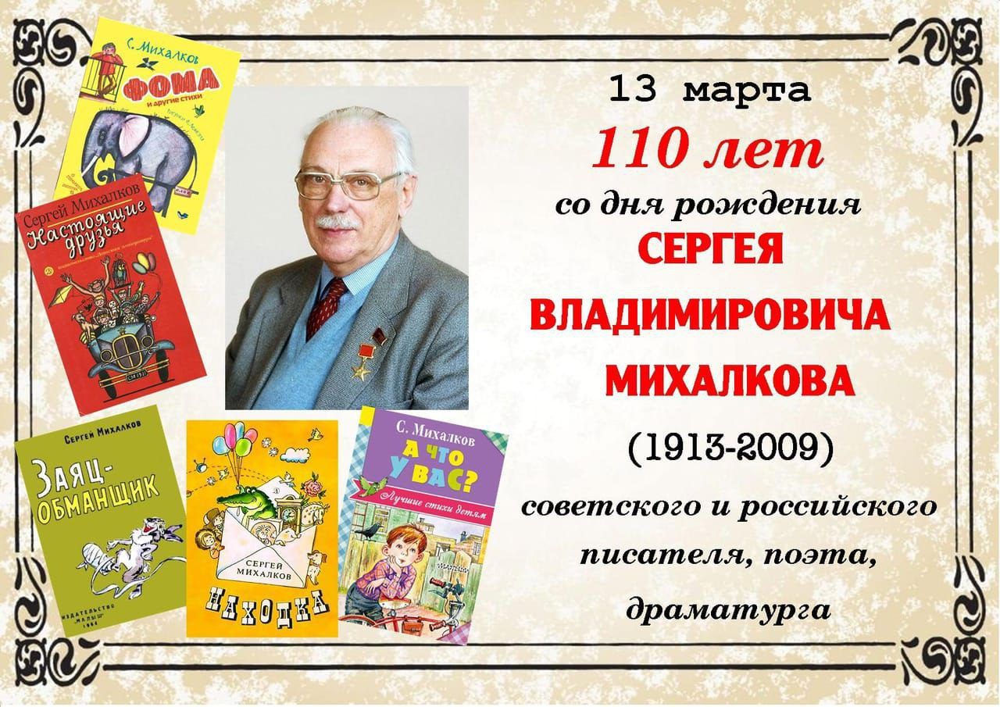 13 марта
110 лет
со дня рождения
СЕРГЕЯ
ВЛАДИМИРОВИЧА
МИХАЛКОВА
(1913-2009)
советского и российского
писателя, поэта,
драматурга
С. Михалков
ФОМА
И ДРУГИЕ СТИХИ
Сергей Михалков
Настоящие
друзья
СМ 1971
СЕРГЕЙ МИХАЛКОВ
ЗАЯЦ-
ОБМАНЩИК
ИЗДАТЕЛЬСТВО
"МАЛЫШ"
СЕРГЕЙ
МИХАЛКОВ
НАХОДКА
С. Михалков
А ЧТО
У ВАС?
Лучшие стихи детям